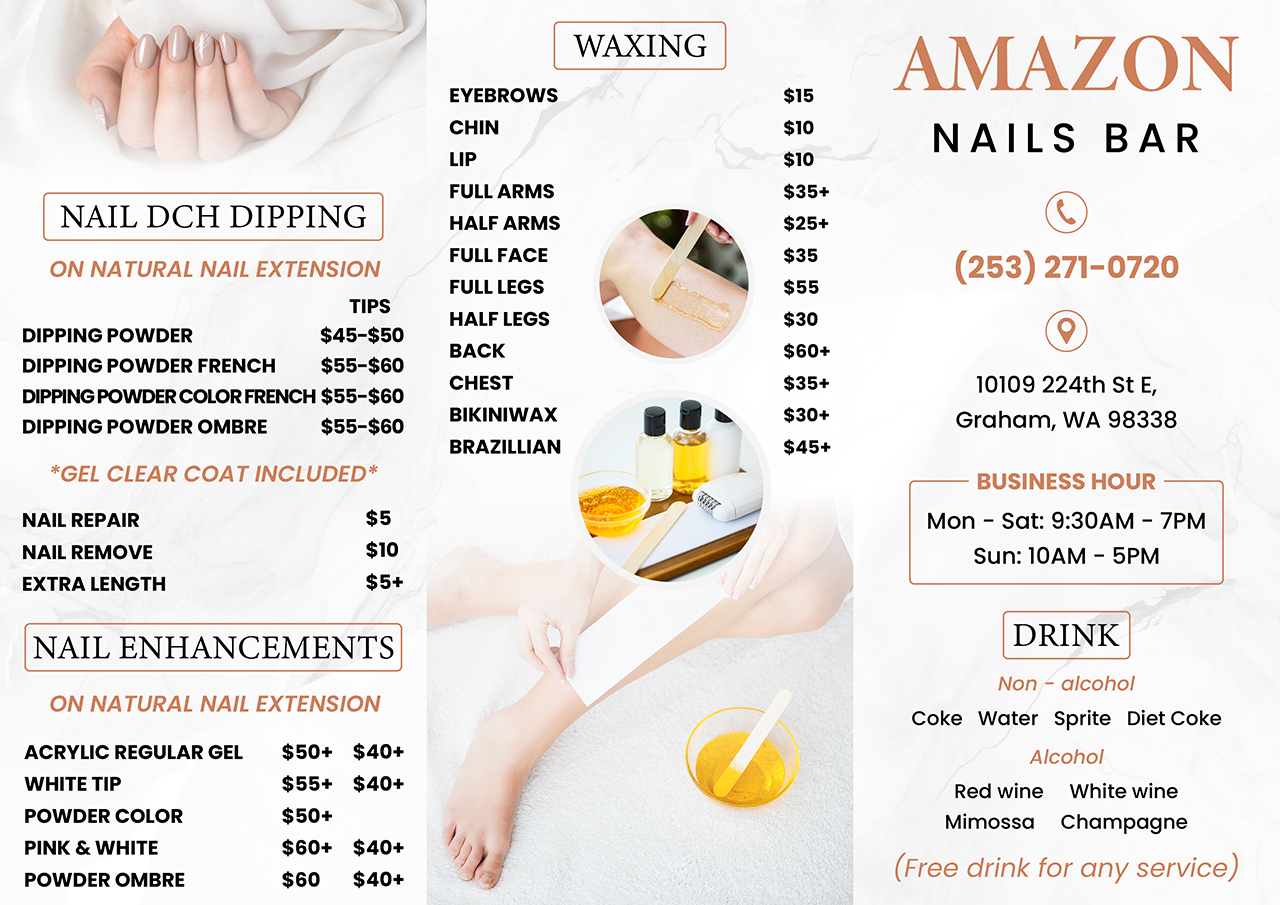 NAIL DCH DIPPING
ON NATURAL NAIL EXTENSION
TIPS
DIPPING POWDER $45-$50
DIPPING POWDER FRENCH $55-$60
DIPPING POWDER COLOR FRENCH $55-$60
DIPPING POWDER OMBRE $55-$60
*GEL CLEAR COAT INCLUDED*
NAIL REPAIR $5
NAIL REMOVE $10
EXTRA LENGTH $5+
NAIL ENHANCEMENTS
ON NATURAL NAIL EXTENSION
ACRYLIC REGULAR GEL $50+ $40+
WHITE TIP $55+ $40+
POWDER COLOR $50+
PINK & WHITE $60+ $40+
POWDER OMBRE $60 $40+
WAXING
EYEBROWS $15
CHIN $10
LIP $10
FULL ARMS $35+
HALF ARMS $25+
FULL FACE $35
FULL LEGS $55
HALF LEGS $30
BACK $60+
CHEST $35+
BIKINIWAX $30+
BRAZILLIAN $45+
AMAZON
NAILS BAR
(253) 271-0720
10109 224th St E,
Graham, WA 98338
BUSINESS HOUR
Mon - Sat: 9:30AM - 7PM
Sun: 10AM - 5PM
DRINK
Non - alcohol
Coke Water Sprite Diet Coke
Alcohol
Red wine White wine
Mimossa Champagne
(Free drink for any service)